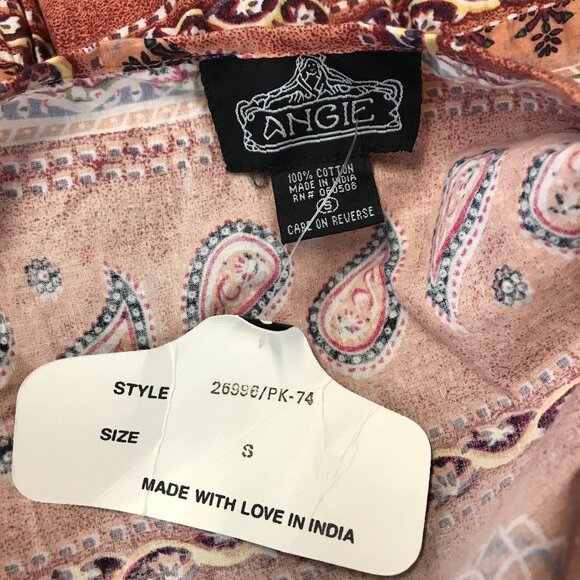 ANGIE
100% COTTON
MADE IN INDIA
RN# 060508
S
CARE ON REVERSE
STYLE 26996/PK-74
SIZE S
MADE WITH LOVE IN INDIA